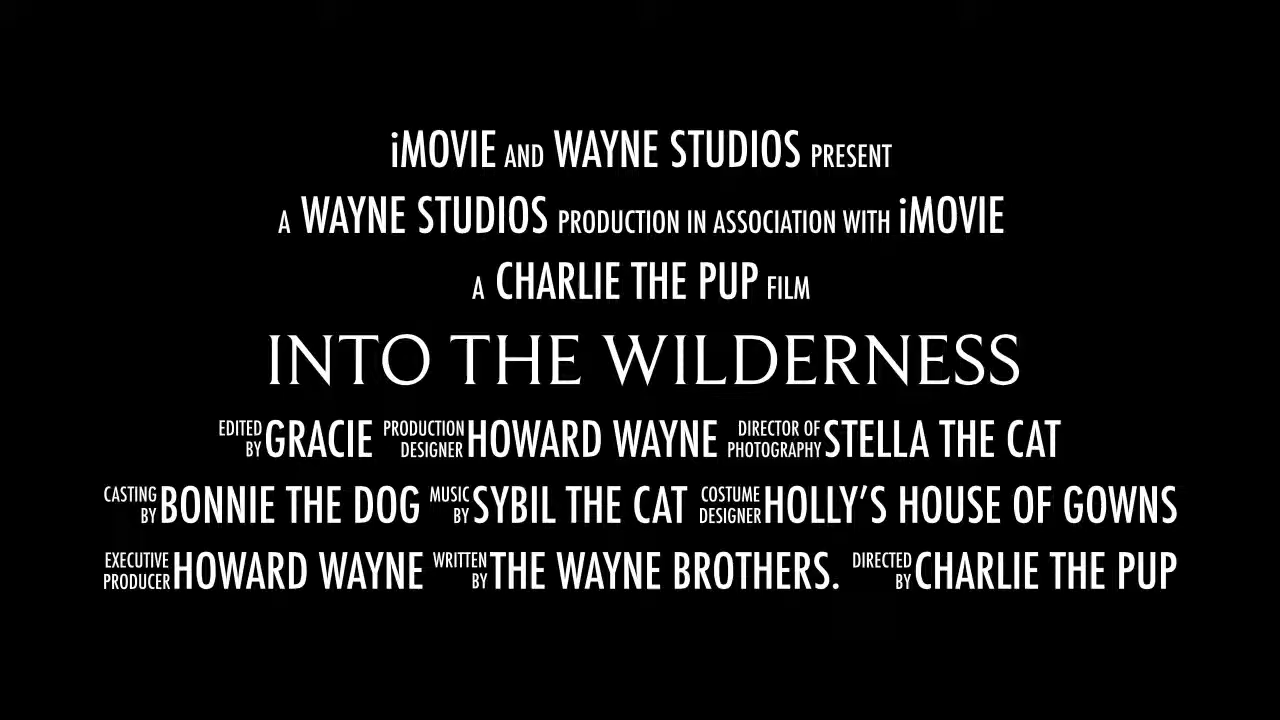 iMOVIE AND WAYNE STUDIOS PRESENT
A WAYNE STUDIOS PRODUCTION IN ASSOCIATION WITH iMOVIE
A CHARLIE THE PUP FILM
INTO THE WILDERNESS
EDITED BY GRACIE PRODUCTION DESIGNER HOWARD WAYNE DIRECTOR OF PHOTOGRAPHY STELLA THE CAT
CASTING BY BONNIE THE DOG MUSIC BY SYBIL THE CAT COSTUME DESIGNER HOLLY’S HOUSE OF GOWNS
EXECUTIVE PRODUCER HOWARD WAYNE WRITTEN BY THE WAYNE BROTHERS. DIRECTED BY CHARLIE THE PUP